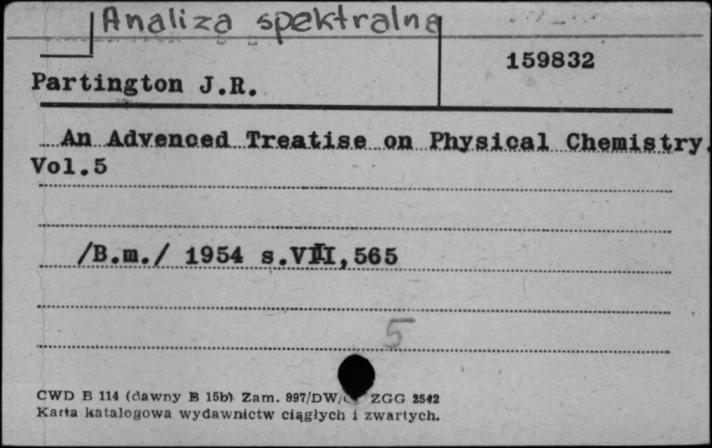 Analiza spektralna
159832
Partington J.R.
An Advenced Treatise on Physical Chemistry.
Vol.5
/B.m./ 1954 s.VIII,565
5
CWD B 114 (dawny B 15b) Zam. 997/DW/ ZGG 2542
Karta katalogowa wydawnictw ciągłych i zwartych.